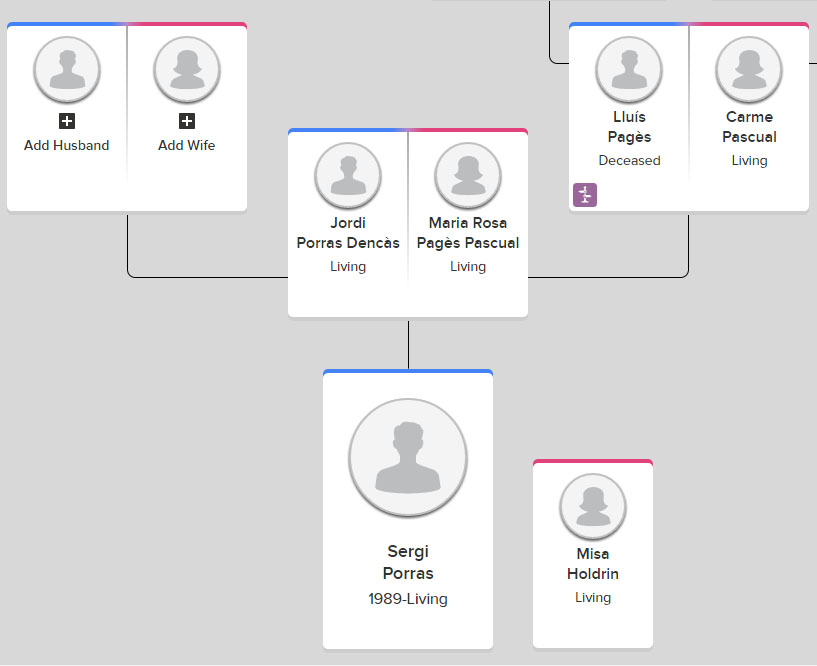 Add Husband
Add Wife
Lluís
Pagès
Deceased
Carme
Pascual
Living
Jordi
Porras Dencàs
Living
Maria Rosa
Pagès Pascual
Living
Sergi
Porras
1989-Living
Misa
Holdrin
Living